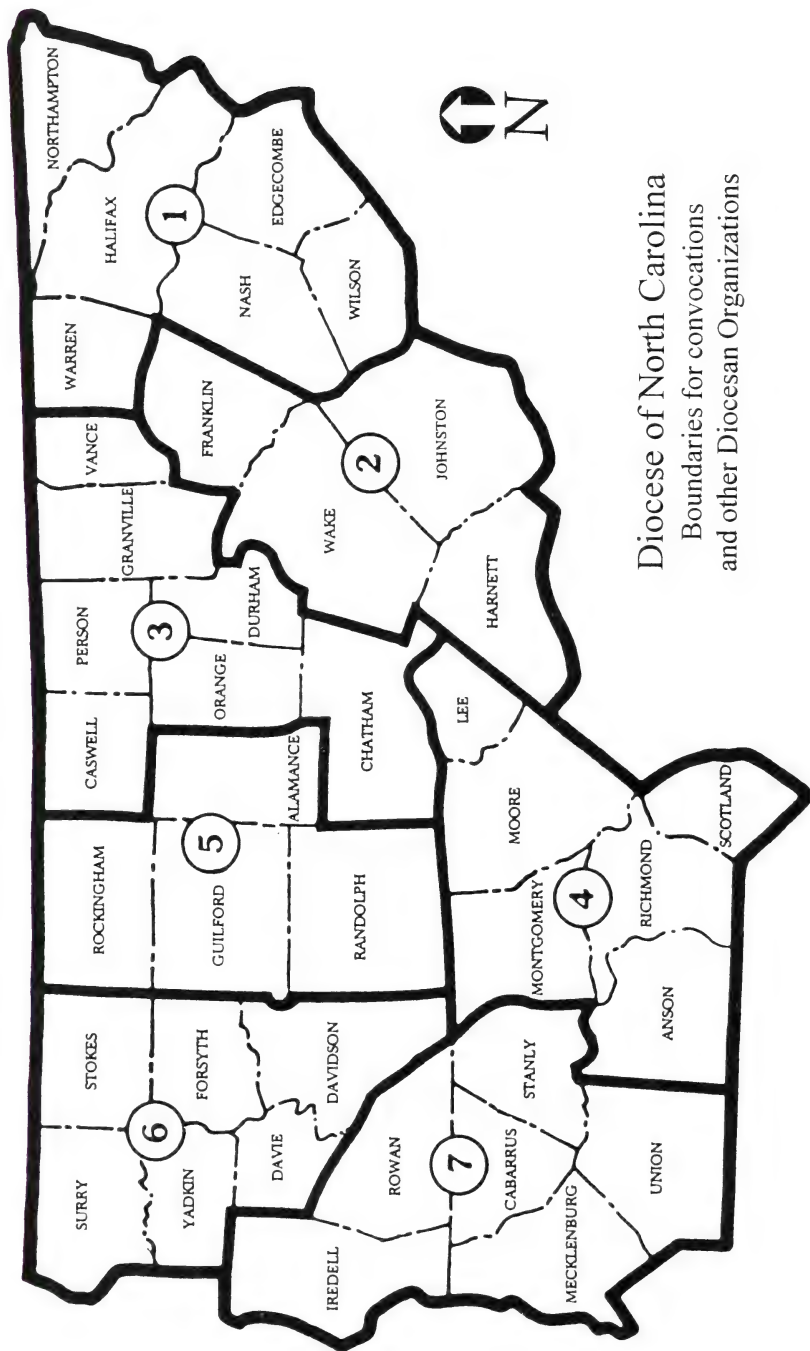 Diocese of North Carolina
Boundaries for convocations
and other Diocesan Organizations
N
1
NORTHAMPTON
HALIFAX
WARREN
EDGECOMBE
NASH
WILSON
2
FRANKLIN
WAKE
JOHNSTON
HARNETT
3
VANCE
GRANVILLE
PERSON
CASWELL
DURHAM
ORANGE
CHATHAM
4
LEE
MOORE
MONTGOMERY
RICHMOND
SCOTLAND
ANSON
5
ROCKINGHAM
GUILFORD
ALAMANCE
RANDOLPH
6
STOKES
SURRY
FORSYTH
YADKIN
DAVIE
DAVIDSON
7
ROWAN
IREDELL
CABARRUS
STANLY
MECKLENBURG
UNION